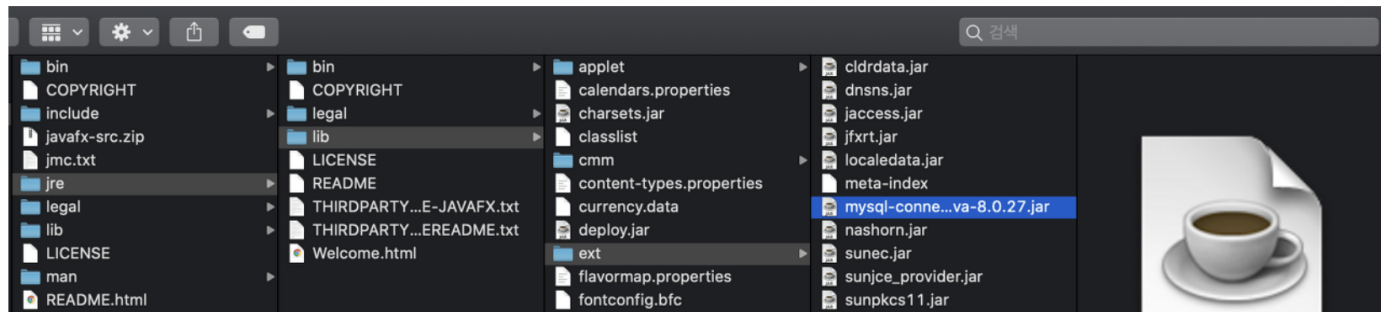 검색
bin
COPYRIGHT
include
javafx-src.zip
jmc.txt
jre
legal
lib
LICENSE
man
README.html
bin
COPYRIGHT
legal
lib
LICENSE
README
THIRDPARTY...E-JAVAFX.txt
THIRDPARTY...EREADME.txt
Welcome.html
applet
calendars.properties
charsets.jar
classlist
cmm
content-types.properties
currency.data
deploy.jar
ext
flavormap.properties
fontconfig.bfc
cldrdata.jar
dnsns.jar
jaccess.jar
jfxrt.jar
localedata.jar
meta-index
mysql-conne...va-8.0.27.jar
nashorn.jar
sunec.jar
sunjce_provider.jar
sunpkcs11.jar